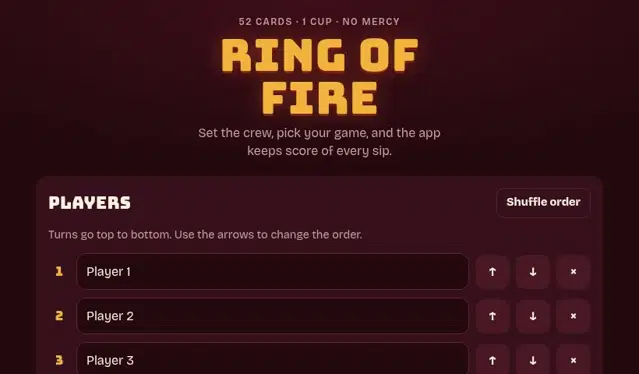 52 CARDS · 1 CUP · NO MERCY
RING OF
FIRE
Set the crew, pick your game, and the app
keeps score of every sip.
PLAYERS
Shuffle order
Turns go top to bottom. Use the arrows to change the order.
1 Player 1 ↑ ↓ ×
2 Player 2 ↑ ↓ ×
3 Player 3 ↑ ↓ ×